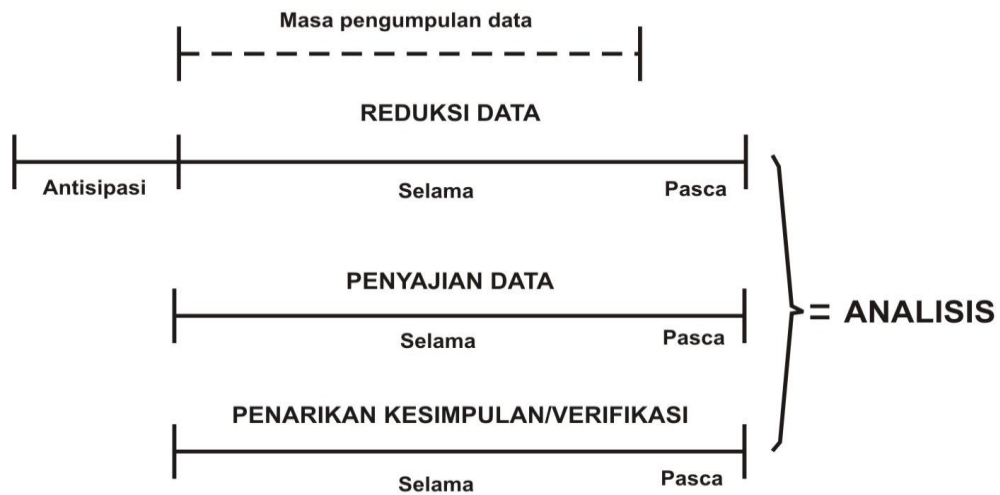 Masa pengumpulan data
REDUKSI DATA
Antisipasi
Selama
Pasca
PENYAJIAN DATA
Selama
Pasca
= ANALISIS
PENARIKAN KESIMPULAN/VERIFIKASI
Selama
Pasca